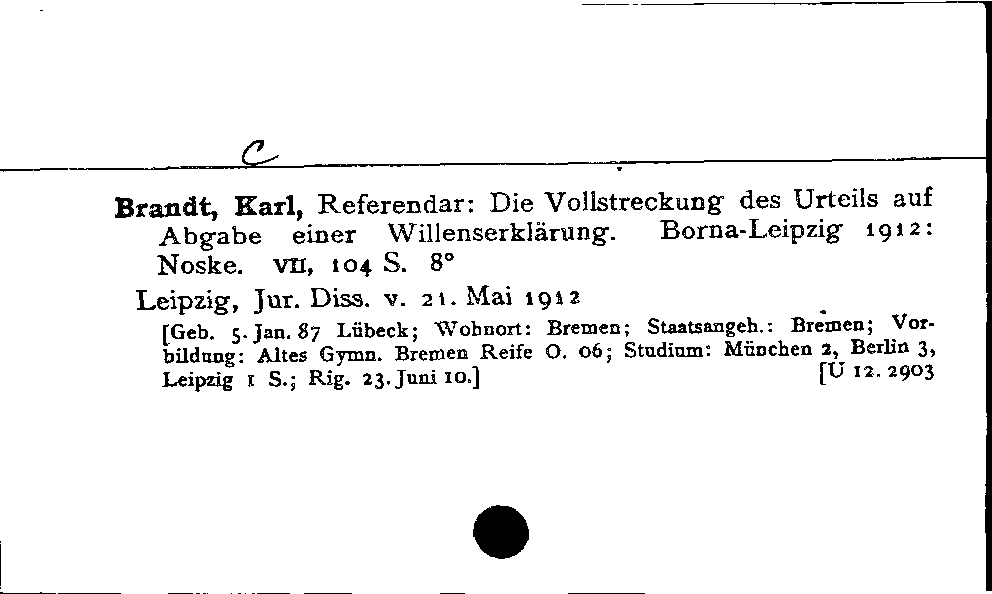 C
Brandt, Karl, Referendar: Die Vollstreckung des Urteils auf
Abgabe einer Willenserklärung. Borna-Leipzig 1912:
Noske. VII, 104 S. 8°
Leipzig, Jur. Diss. v. 21. Mai 1912
[Geb. 5. Jan. 87 Lübeck; Wohnort: Bremen; Staatsangeh.: Bremen; Vor-
bildung: Altes Gymn. Bremen Reife O. 06; Studium: München 2, Berlin 3,
Leipzig 1 S.; Rig. 23. Juni 10.] [U 12. 2903